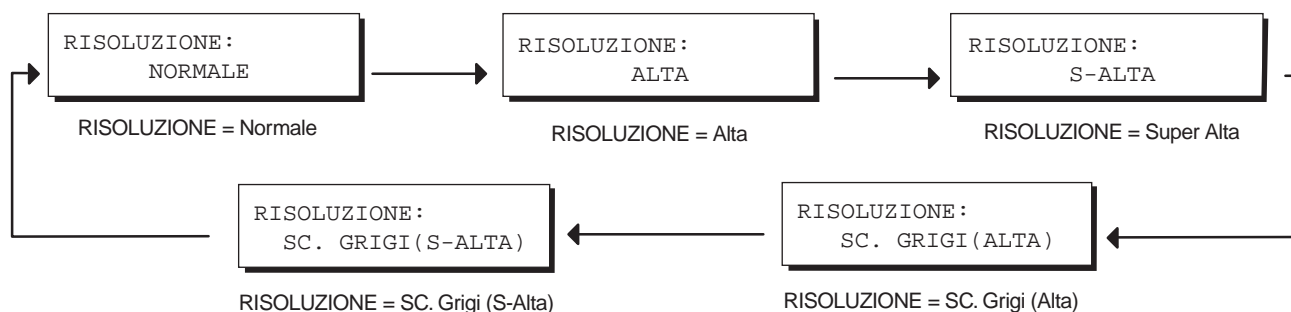 RISOLUZIONE:
NORMALE
RISOLUZIONE = Normale
RISOLUZIONE:
ALTA
RISOLUZIONE = Alta
RISOLUZIONE:
S-ALTA
RISOLUZIONE = Super Alta
RISOLUZIONE:
SC. GRIGI(ALTA)
RISOLUZIONE = SC. Grigi (Alta)
RISOLUZIONE:
SC. GRIGI(S-ALTA)
RISOLUZIONE = SC. Grigi (S-Alta)